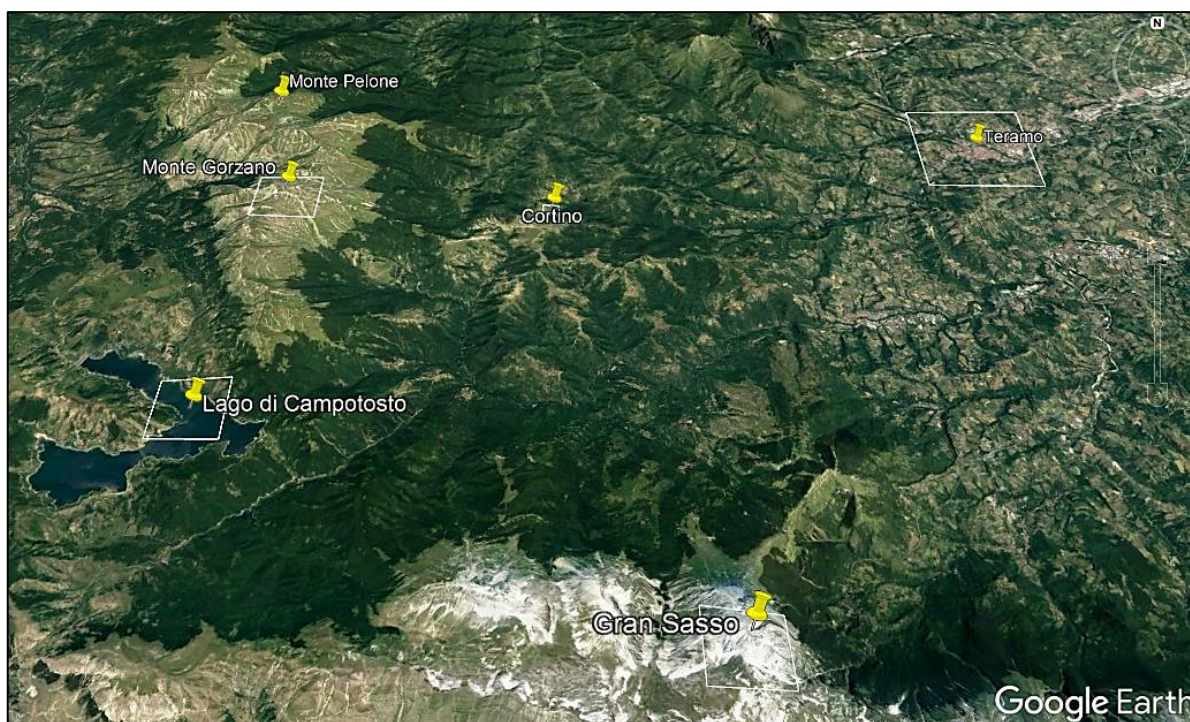 N
Monte Pelone
Teramo
Monte Gorzano
Cortino
Lago di Campotosto
Gran Sasso
Google Earth